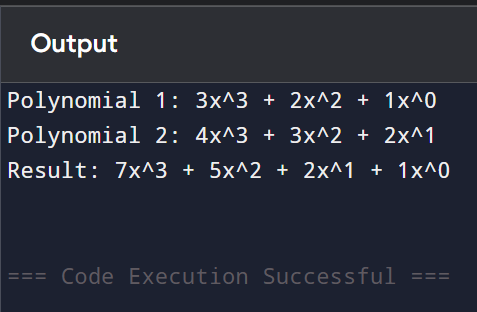 Output
Polynomial 1: 3x^3 + 2x^2 + 1x^0
Polynomial 2: 4x^3 + 3x^2 + 2x^1
Result: 7x^3 + 5x^2 + 2x^1 + 1x^0
=== Code Execution Successful ===